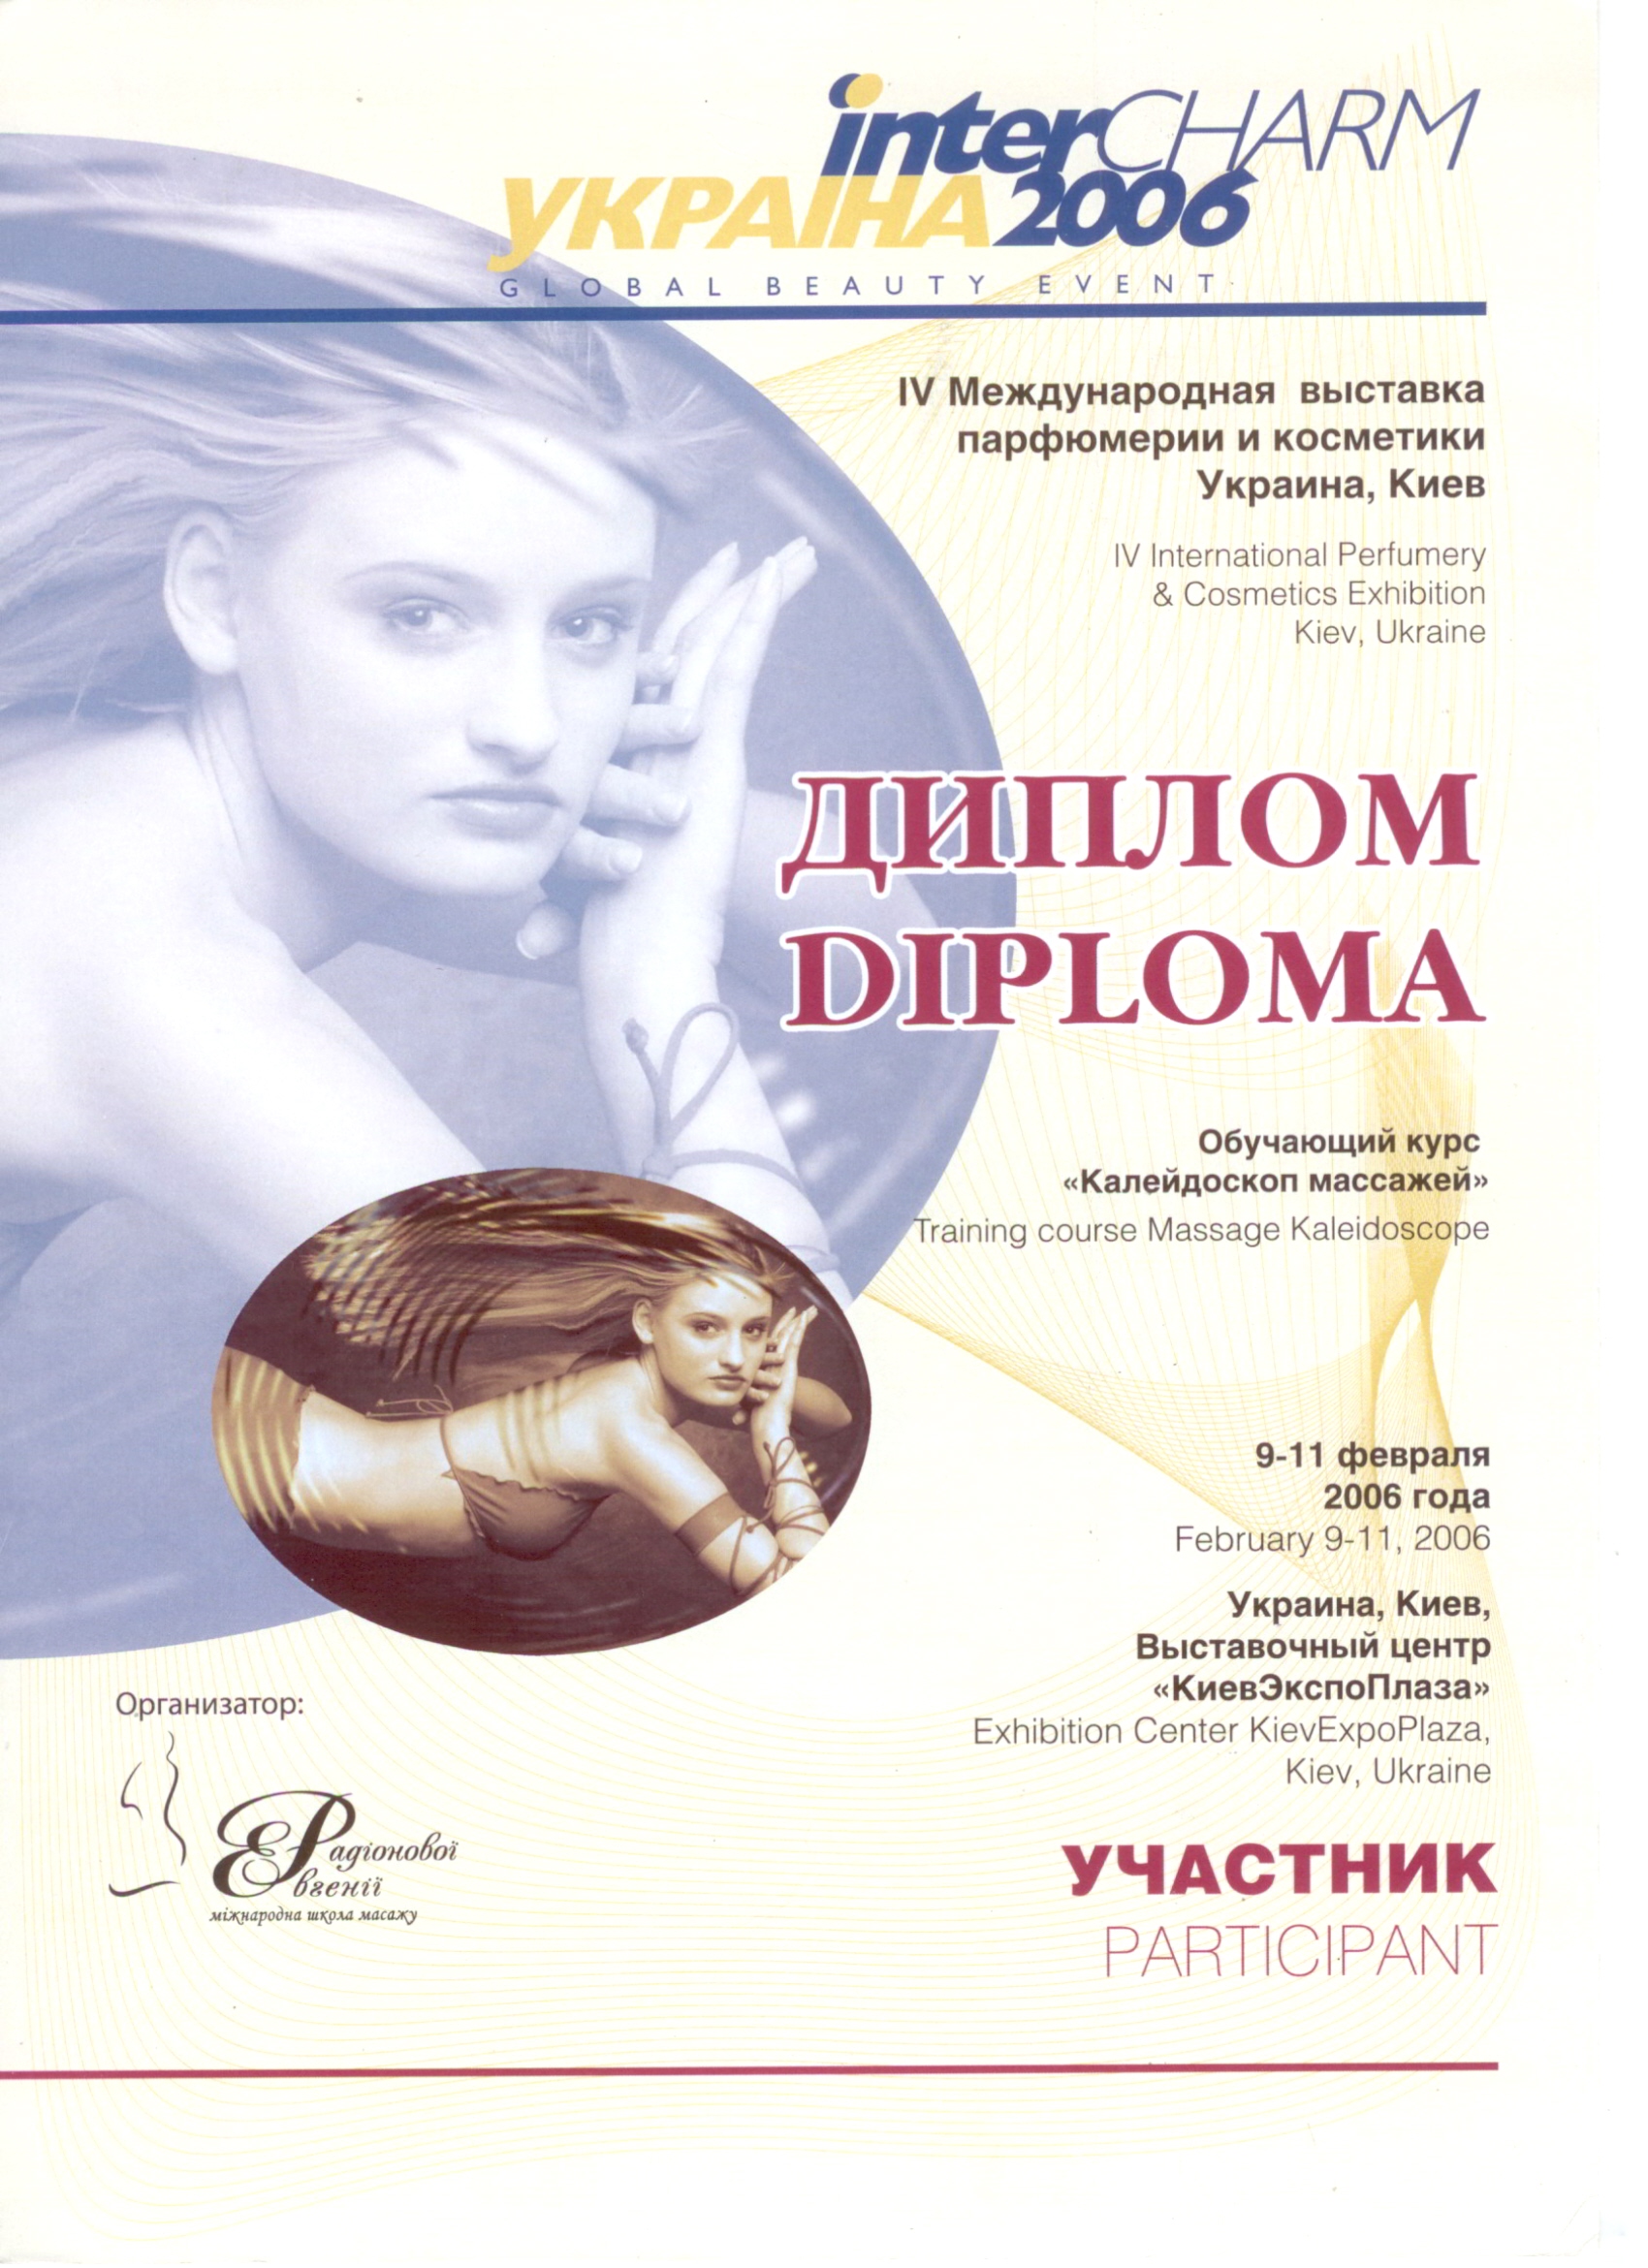 interCHARM
УКРАЇНА 2006
GLOBAL BEAUTY EVENT
IV Международная выставка
парфюмерии и косметики
Украина, Киев
IV International Perfumery
& Cosmetics Exhibition
Kiev, Ukraine
ДИПЛОМ
DIPLOMA
Обучающий курс
«Калейдоскоп массажей»
Training course Massage Kaleidoscope
9-11 февраля
2006 года
February 9-11, 2006
Украина, Киев,
Выставочный центр
«КиевЭкспоПлаза»
Exhibition Center KievExpoPlaza,
Kiev, Ukraine
Организатор:
Радіонової
Євгенії
міжнародна школа масажу
УЧАСТНИК
PARTICIPANT